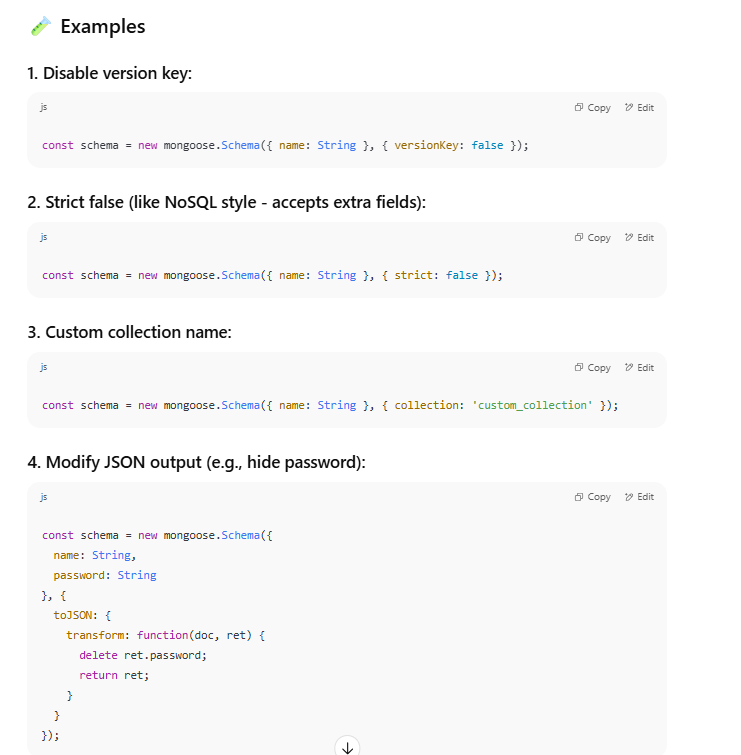 Examples
1. Disable version key:
js
Copy Edit
const schema = new mongoose.Schema({ name: String }, { versionKey: false });
2. Strict false (like NoSQL style - accepts extra fields):
js
Copy Edit
const schema = new mongoose.Schema({ name: String }, { strict: false });
3. Custom collection name:
js
Copy Edit
const schema = new mongoose.Schema({ name: String }, { collection: 'custom_collection' });
4. Modify JSON output (e.g., hide password):
js
Copy Edit
const schema = new mongoose.Schema({
  name: String,
  password: String
}, {
  toJSON: {
    transform: function(doc, ret) {
      delete ret.password;
      return ret;
    }
  }
});